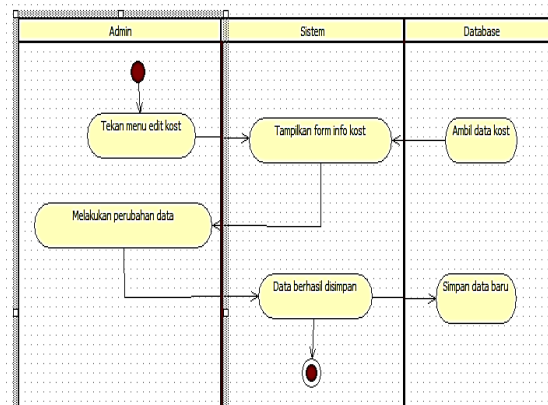 Admin
Sistem
Database
Tekan menu edit kost
Tampilkan form info kost
Ambil data kost
Melakukan perubahan data
Data berhasil disimpan
Simpan data baru